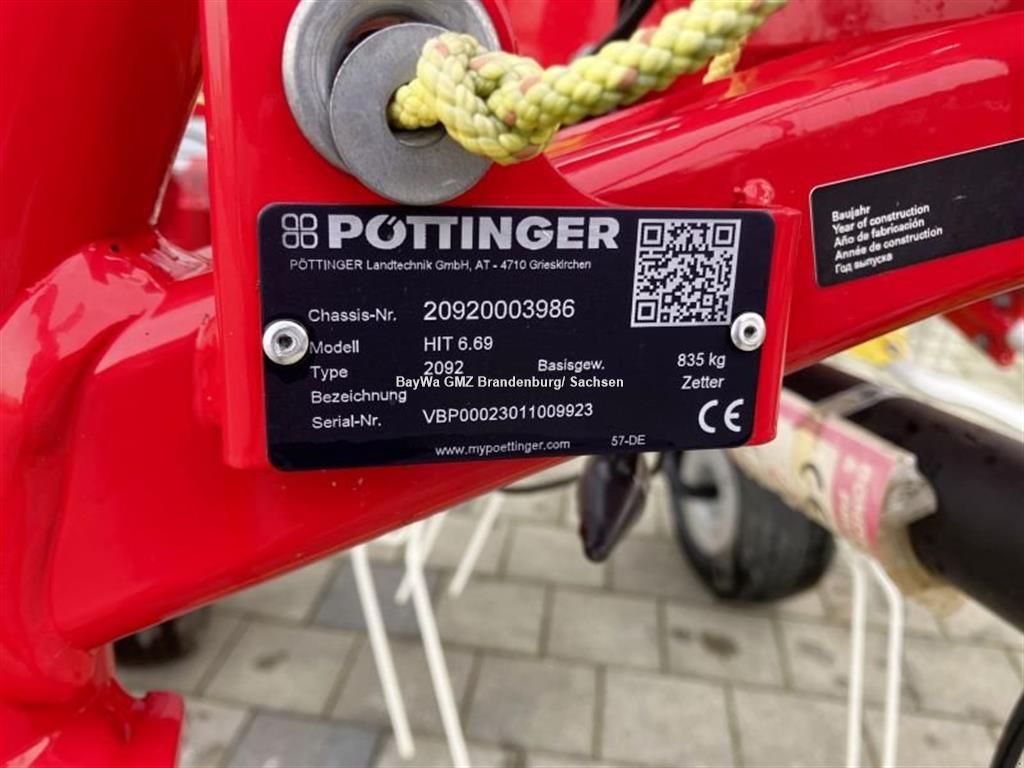 PÖTTINGER
PÖTTINGER Landtechnik GmbH, AT - 4710 Grieskirchen
Chassis-Nr. 20920003986
Modell HIT 6.69
Type 2092 Basisgew. 835 kg
BayWa GMZ Brandenburg/ Sachsen
Bezeichnung Zetter
Serial-Nr. VBP00023011009923
CE
www.mypoettinger.com 57-DE
Baujahr
Year of construction
Año de fabricación
Année de construction
Год выпуска